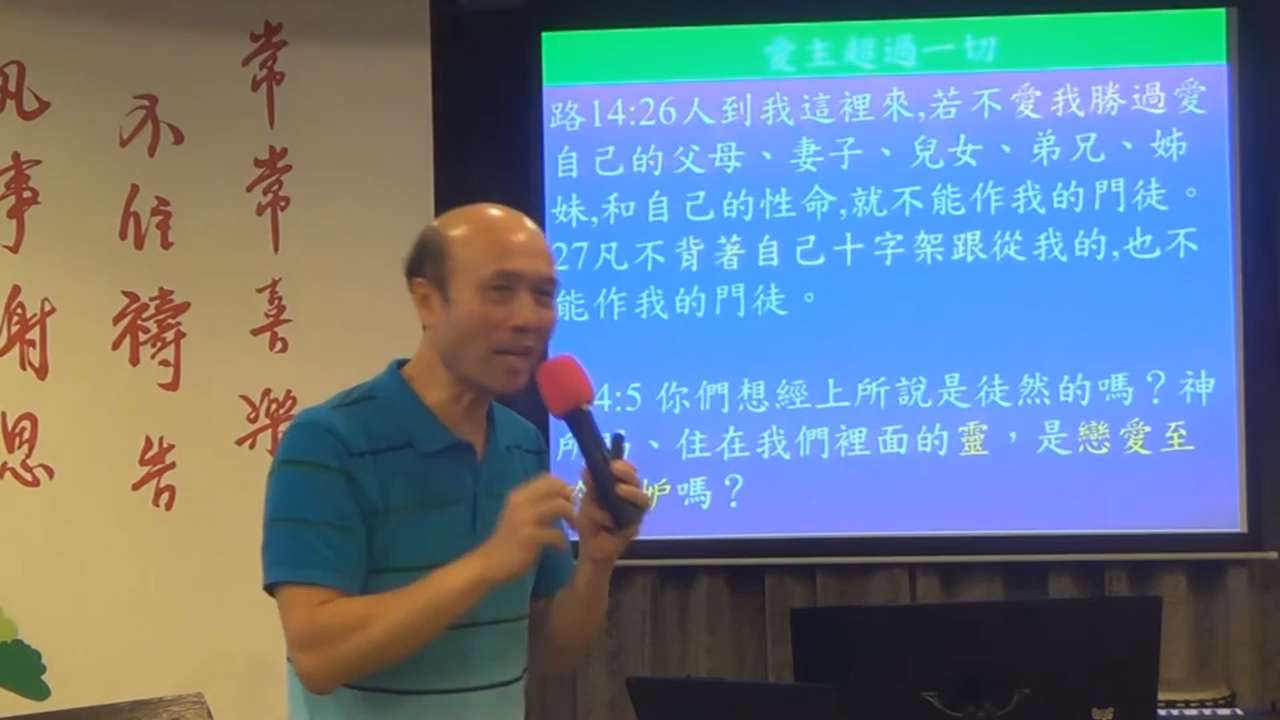 常常喜樂
不住禱告
凡事謝恩
愛主超過一切
路14:26人到我這裡來,若不愛我勝過愛
自己的父母、妻子、兒女、弟兄、姊
妹,和自己的性命,就不能作我的門徒。
27凡不背著自己十字架跟從我的,也不
能作我的門徒。
4:5 你們想經上所說是徒然的嗎？神
所、住在我們裡面的靈，是戀愛至
妒嗎？